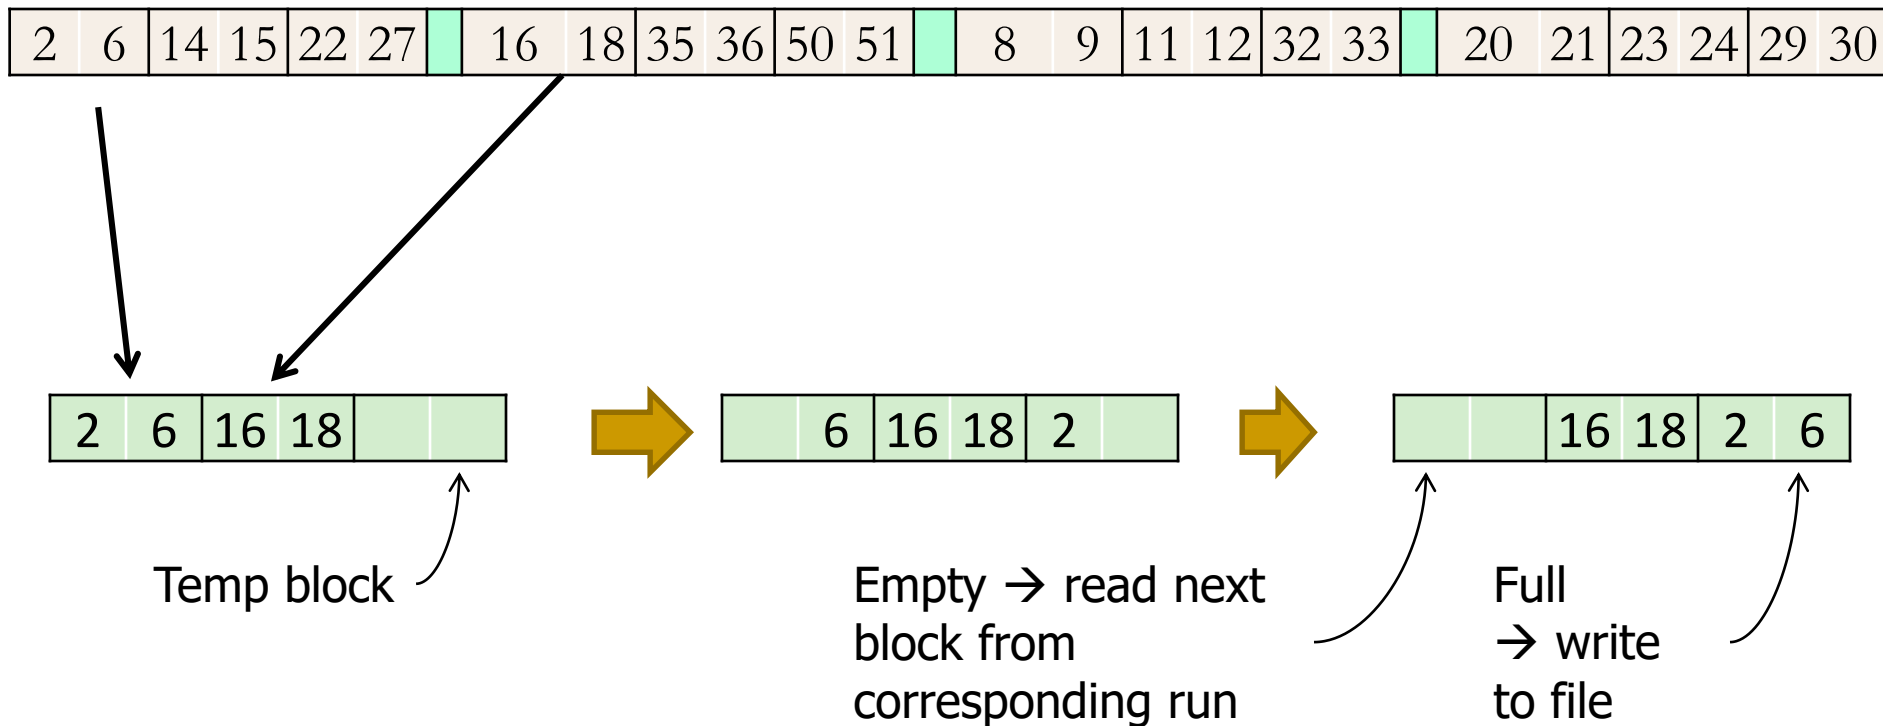 2 6 14 15 22 27 16 18 35 36 50 51 8 9 11 12 32 33 20 21 23 24 29 30
2 6 16 18
6 16 18 2
16 18 2 6
Temp block
Empty → read next
block from
corresponding run
Full
→ write
to file